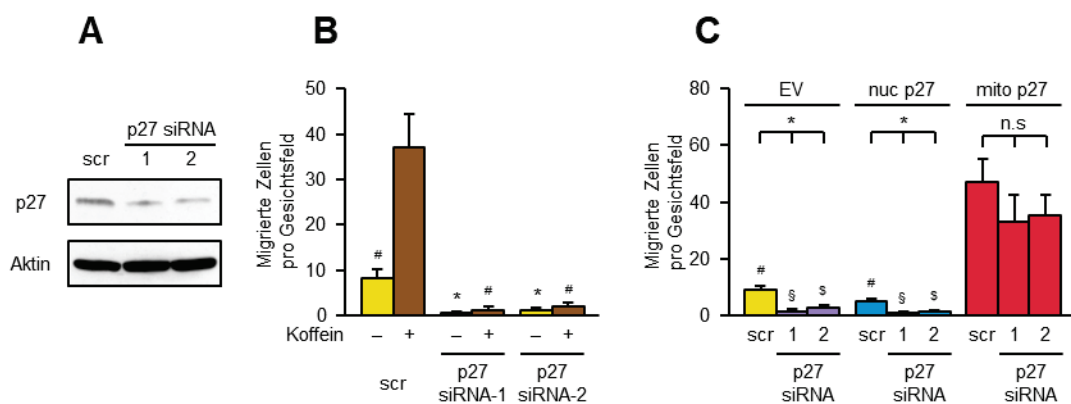 A
p27 siRNA
scr 1 2
p27
Aktin
B
Migrierte Zellen
pro Gesichtsfeld
50
40
30
20
10
0
#
*
#
*
#
Koffein – + – + – +
scr
p27
siRNA-1
p27
siRNA-2
C
Migrierte Zellen
pro Gesichtsfeld
80
60
40
20
0
EV nuc p27 mito p27
* * n.s
# § $ # § $
scr 1 2 scr 1 2 scr 1 2
p27
siRNA
p27
siRNA
p27
siRNA